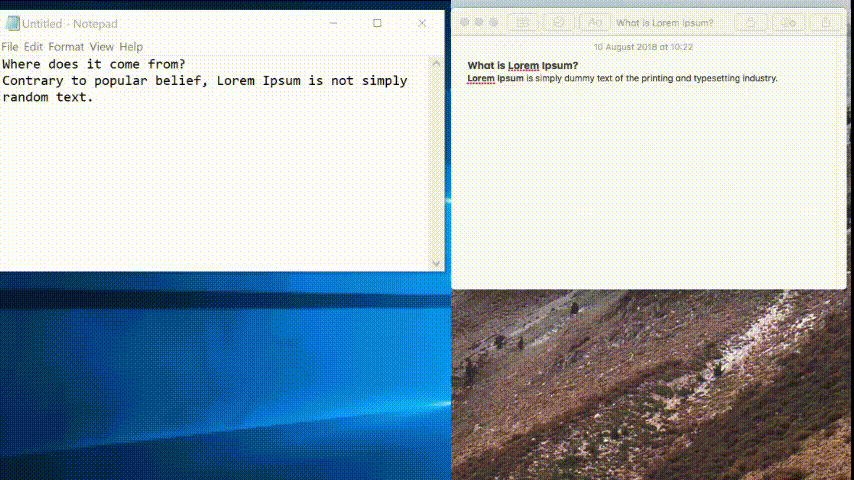 Untitled - Notepad
File Edit Format View Help
Where does it come from?
Contrary to popular belief, Lorem Ipsum is not simply
random text.
Aa
What is Lorem Ipsum?
10 August 2018 at 10:22
What is Lorem Ipsum?
Lorem Ipsum is simply dummy text of the printing and typesetting industry.